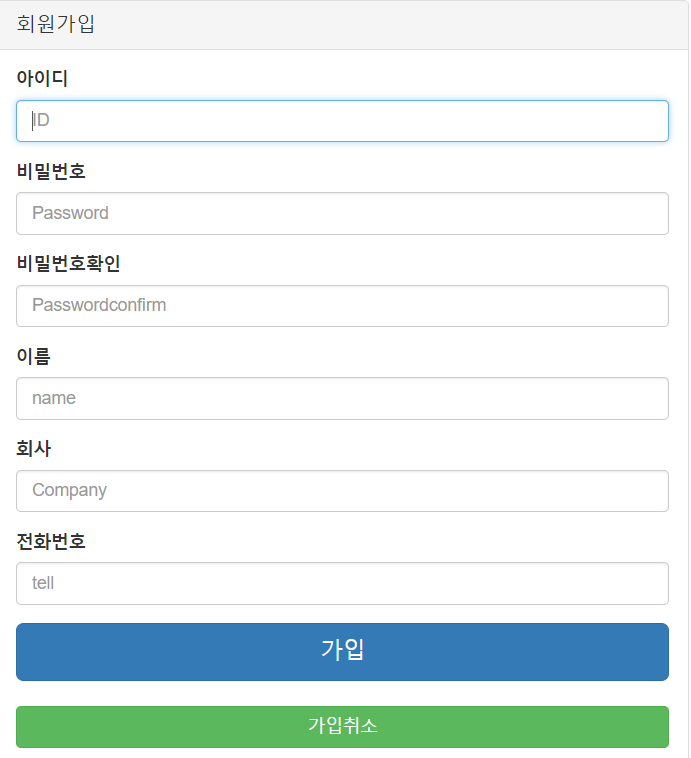 회원가입
아이디
ID
비밀번호
Password
비밀번호확인
Passwordconfirm
이름
name
회사
Company
전화번호
tell
가입
가입취소